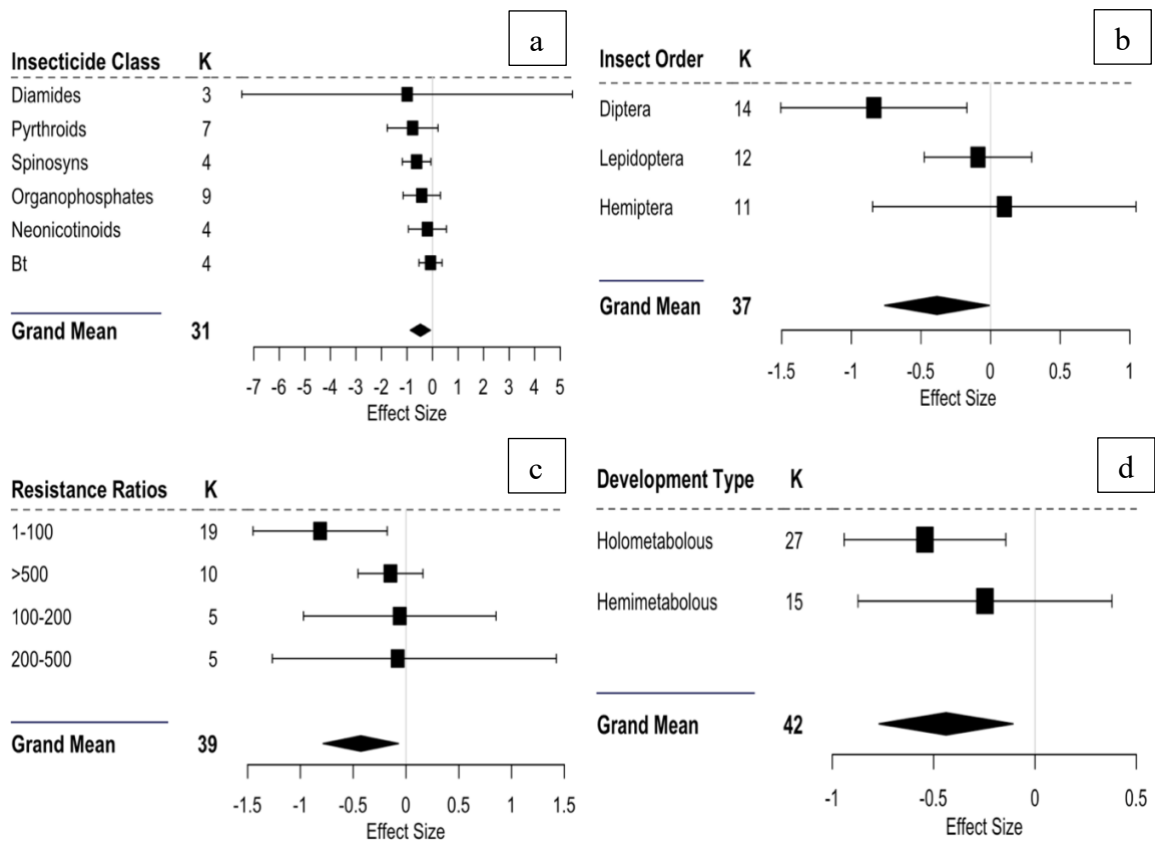 a
Insecticide Class K
Diamides 3
Pyrthroids 7
Spinosyns 4
Organophosphates 9
Neonicotinoids 4
Bt 4
Grand Mean 31
-7 -6 -5 -4 -3 -2 -1 0 1 2 3 4 5
Effect Size
b
Insect Order K
Diptera 14
Lepidoptera 12
Hemiptera 11
Grand Mean 37
-1.5 -1 -0.5 0 0.5 1
Effect Size
c
Resistance Ratios K
1-100 19
>500 10
100-200 5
200-500 5
Grand Mean 39
-1.5 -1 -0.5 0 0.5 1 1.5
Effect Size
d
Development Type K
Holometabolous 27
Hemimetabolous 15
Grand Mean 42
-1 -0.5 0 0.5
Effect Size